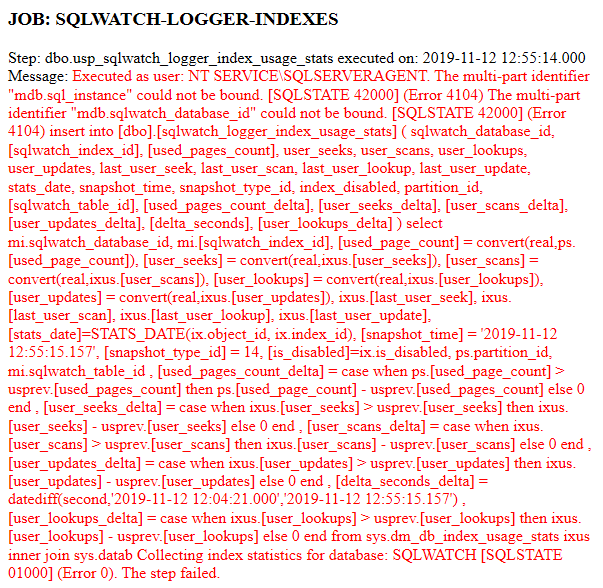 JOB: SQLWATCH-LOGGER-INDEXES
Step: dbo.usp_sqlwatch_logger_index_usage_stats executed on: 2019-11-12 12:55:14.000
Message: Executed as user: NT SERVICE\SQLSERVERAGENT. The multi-part identifier
"mdb.sql_instance" could not be bound. [SQLSTATE 42000] (Error 4104) The multi-part
identifier "mdb.sqlwatch_database_id" could not be bound. [SQLSTATE 42000] (Error
4104) insert into [dbo].[sqlwatch_logger_index_usage_stats] ( sqlwatch_database_id,
[sqlwatch_index_id], [used_pages_count], user_seeks, user_scans, user_lookups,
user_updates, last_user_seek, last_user_scan, last_user_lookup, last_user_update,
stats_date, snapshot_time, snapshot_type_id, index_disabled, partition_id,
[sqlwatch_table_id], [used_pages_count_delta], [user_seeks_delta], [user_scans_delta],
[user_updates_delta], [delta_seconds], [user_lookups_delta] ) select
mi.sqlwatch_database_id, mi.[sqlwatch_index_id], [used_page_count] = convert(real,ps.
[used_page_count]), [user_seeks] = convert(real,ixus.[user_seeks]), [user_scans] =
convert(real,ixus.[user_scans]), [user_lookups] = convert(real,ixus.[user_lookups]),
[user_updates] = convert(real,ixus.[user_updates]), ixus.[last_user_seek], ixus.
[last_user_scan], ixus.[last_user_lookup], ixus.[last_user_update],
[stats_date]=STATS_DATE(ix.object_id, ix.index_id), [snapshot_time] = '2019-11-12
12:55:15.157', [snapshot_type_id] = 14, [is_disabled]=ix.is_disabled, ps.partition_id,
mi.sqlwatch_table_id , [used_pages_count_delta] = case when ps.[used_page_count] >
usprev.[used_pages_count] then ps.[used_page_count] - usprev.[used_pages_count] else 0
end , [user_seeks_delta] = case when ixus.[user_seeks] > usprev.[user_seeks] then ixus.
[user_seeks] - usprev.[user_seeks] else 0 end , [user_scans_delta] = case when ixus.
[user_scans] > usprev.[user_scans] then ixus.[user_scans] - usprev.[user_scans] else 0 end ,
[user_updates_delta] = case when ixus.[user_updates] > usprev.[user_updates] then ixus.
[user_updates] - usprev.[user_updates] else 0 end , [delta_seconds_delta] =
datediff(second,'2019-11-12 12:04:21.000','2019-11-12 12:55:15.157') ,
[user_lookups_delta] = case when ixus.[user_lookups] > usprev.[user_lookups] then ixus.
[user_lookups] - usprev.[user_lookups] else 0 end from sys.dm_db_index_usage_stats ixus
inner join sys.datab Collecting index statistics for database: SQLWATCH [SQLSTATE
01000] (Error 0). The step failed.